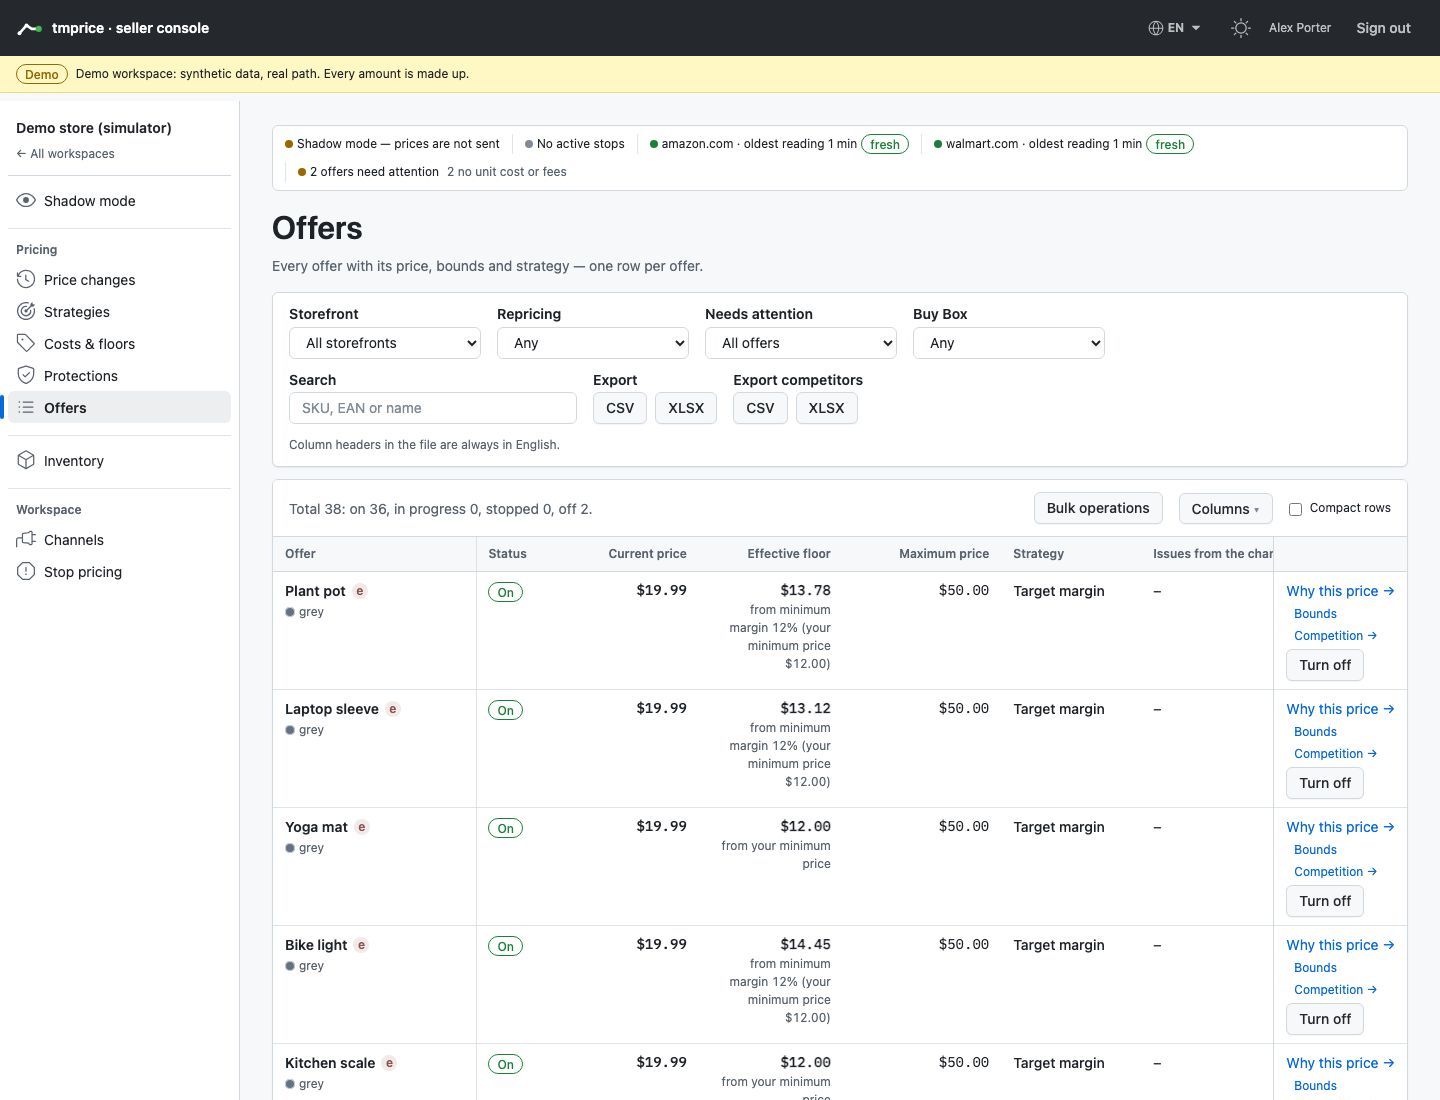 tmprice · seller console
EN
Alex Porter
Sign out
Demo
Demo workspace: synthetic data, real path. Every amount is made up.
Demo store (simulator)
← All workspaces
Shadow mode
Pricing
Price changes
Strategies
Costs & floors
Protections
Offers
Inventory
Workspace
Channels
Stop pricing
Shadow mode — prices are not sent
No active stops
amazon.com · oldest reading 1 min fresh
walmart.com · oldest reading 1 min fresh
2 offers need attention 2 no unit cost or fees
Offers
Every offer with its price, bounds and strategy — one row per offer.
Storefront Repricing Needs attention Buy Box
All storefronts Any All offers Any
Search Export Export competitors
SKU, EAN or name CSV XLSX CSV XLSX
Column headers in the file are always in English.
Total 38: on 36, in progress 0, stopped 0, off 2.
Bulk operations Columns ▾ Compact rows
Offer Status Current price Effective floor Maximum price Strategy Issues from the char
Plant pot e On $19.99 $13.78 $50.00 Target margin – Why this price →
grey
from minimum
margin 12% (your
minimum price
$12.00)
Bounds
Competition →
Turn off
Laptop sleeve e On $19.99 $13.12 $50.00 Target margin – Why this price →
grey
from minimum
margin 12% (your
minimum price
$12.00)
Bounds
Competition →
Turn off
Yoga mat e On $19.99 $12.00 $50.00 Target margin – Why this price →
grey
from your minimum
price
Bounds
Competition →
Turn off
Bike light e On $19.99 $14.45 $50.00 Target margin – Why this price →
grey
from minimum
margin 12% (your
minimum price
$12.00)
Bounds
Competition →
Turn off
Kitchen scale e On $19.99 $12.00 $50.00 Target margin – Why this price →
grey
from your minimum
price
Bounds